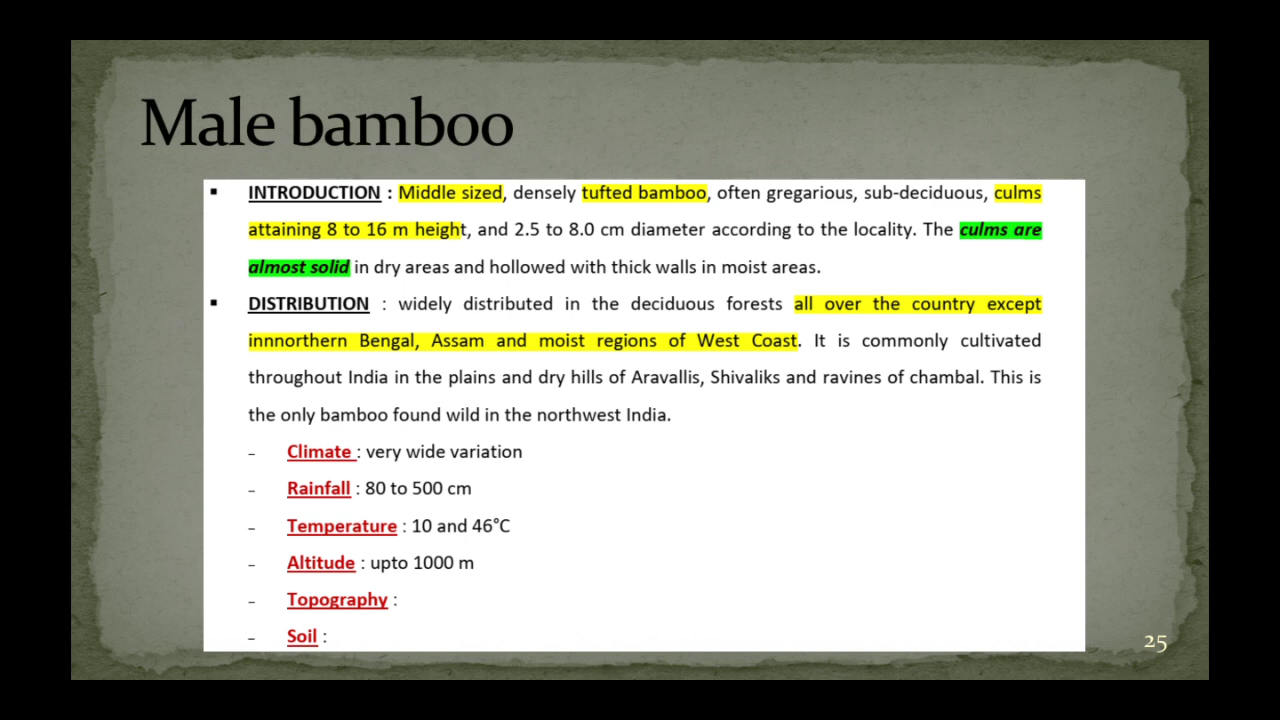 Male bamboo
▪ INTRODUCTION : Middle sized, densely tufted bamboo, often gregarious, sub-deciduous, culms
attaining 8 to 16 m height, and 2.5 to 8.0 cm diameter according to the locality. The culms are
almost solid in dry areas and hollowed with thick walls in moist areas.
▪ DISTRIBUTION : widely distributed in the deciduous forests all over the country except
innnorthern Bengal, Assam and moist regions of West Coast. It is commonly cultivated
throughout India in the plains and dry hills of Aravallis, Shivaliks and ravines of chambal. This is
the only bamboo found wild in the northwest India.
– Climate : very wide variation
– Rainfall : 80 to 500 cm
– Temperature : 10 and 46°C
– Altitude : upto 1000 m
– Topography :
– Soil :
25